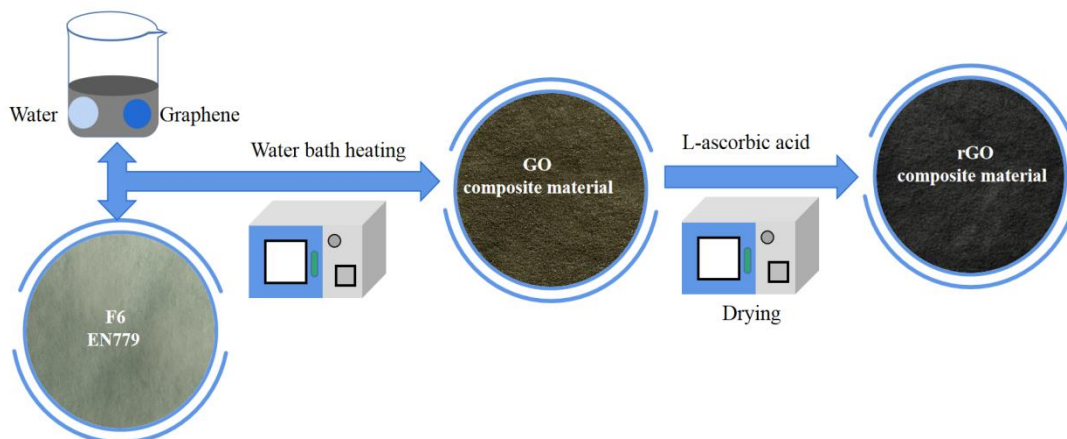 Water
Graphene
Water bath heating
F6
EN779
GO
composite material
L-ascorbic acid
Drying
rGO
composite material